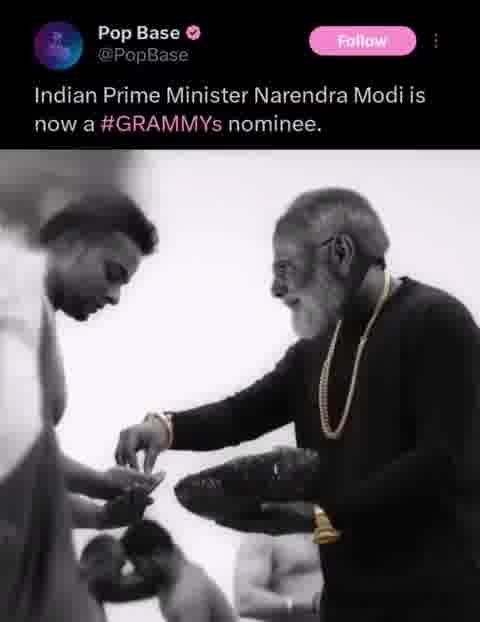 Pop Base
@PopBase
Follow
Indian Prime Minister Narendra Modi is
now a #GRAMMYs nominee.